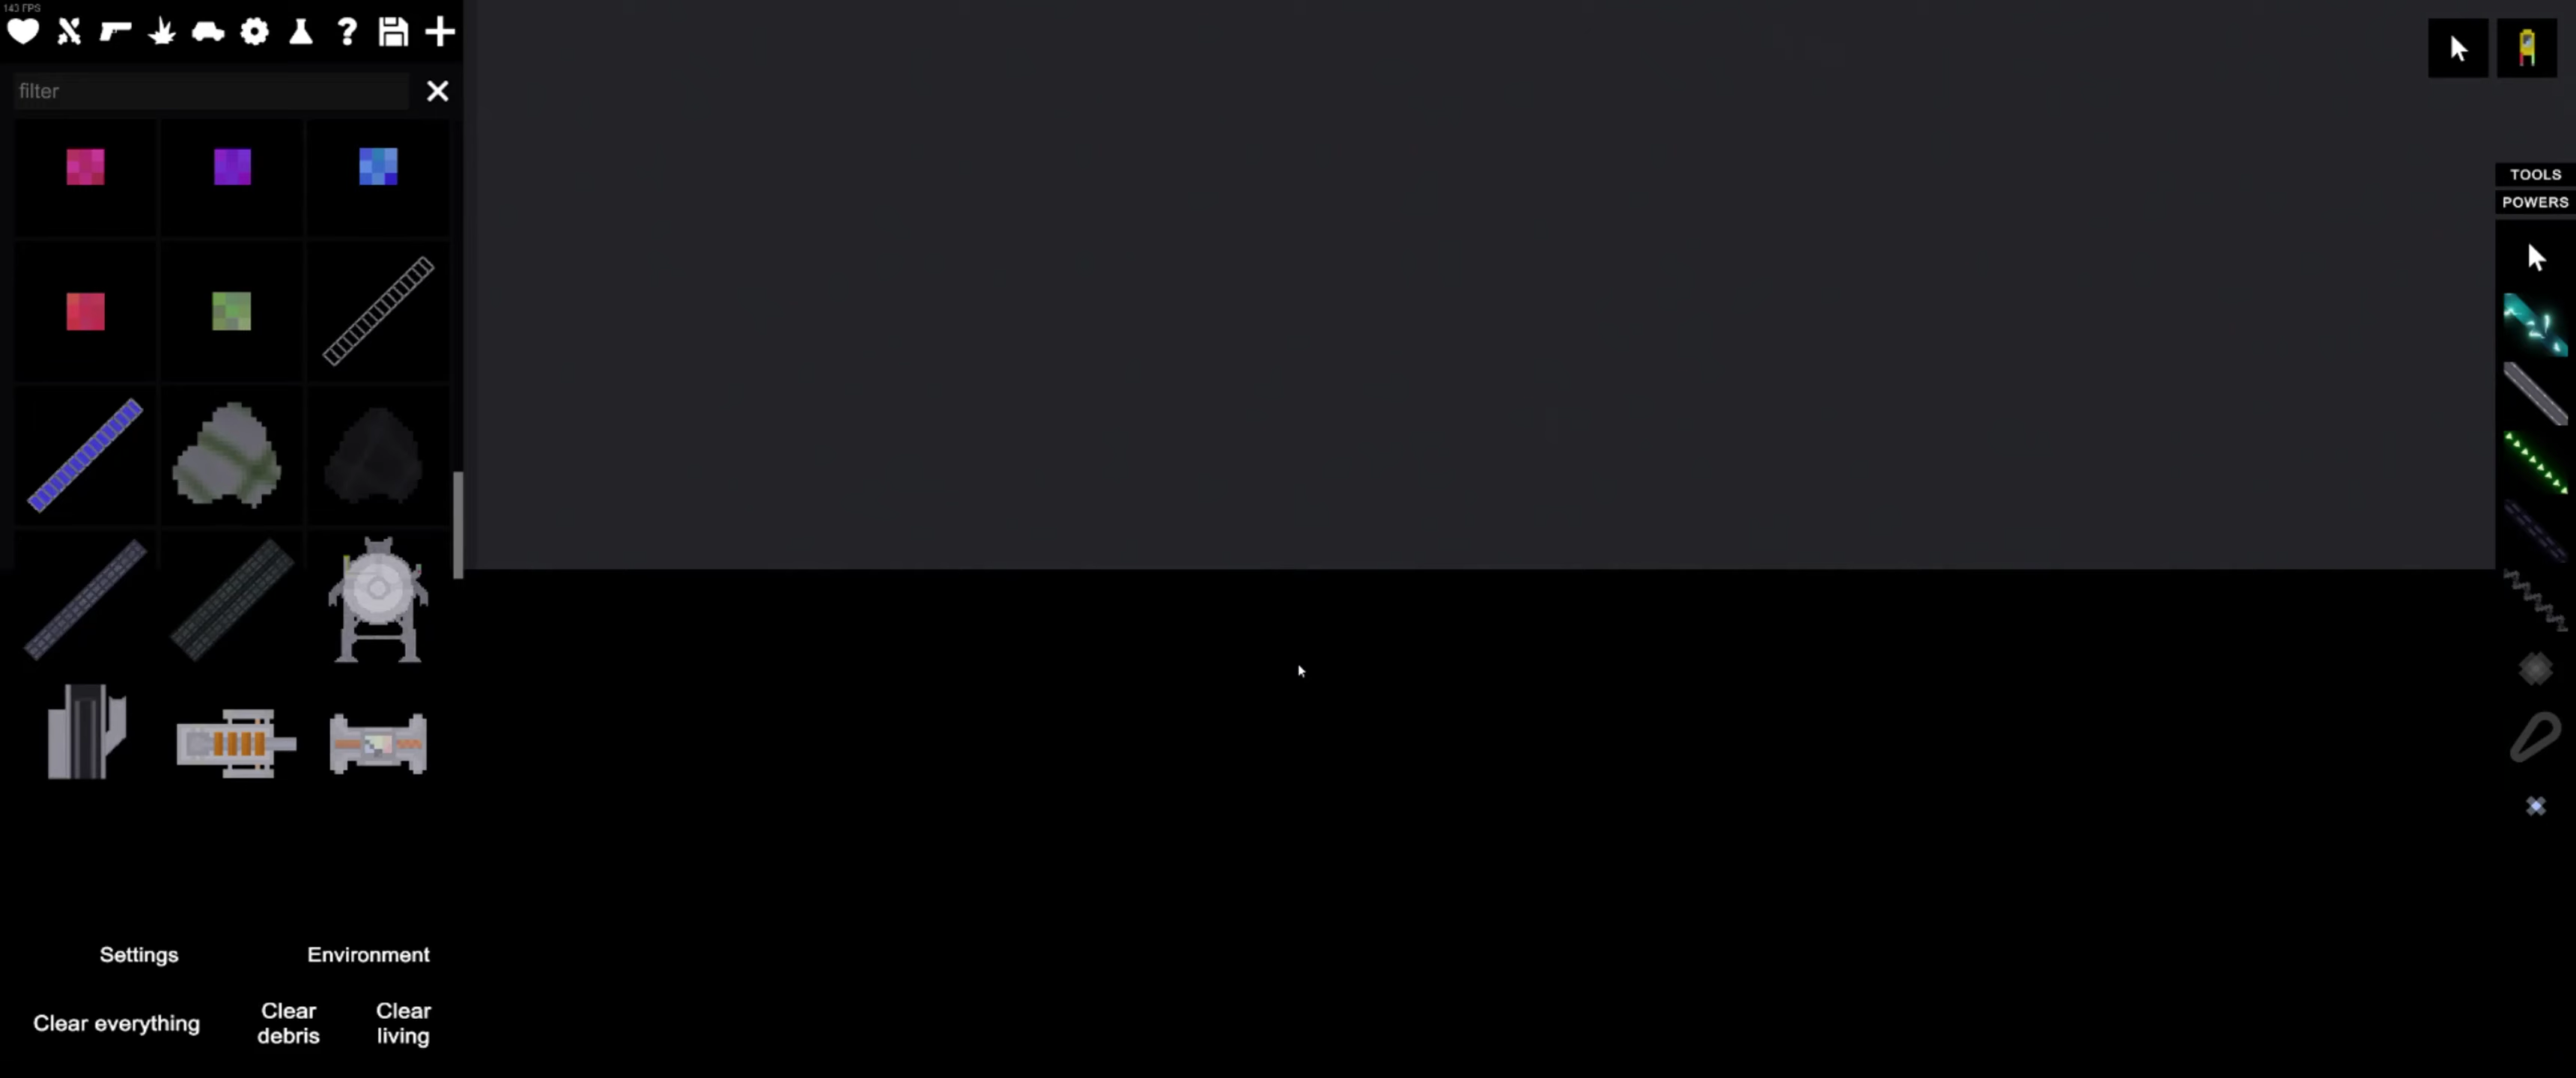 143 FPS
filter
TOOLS
POWERS
Settings
Environment
Clear everything
Clear
debris
Clear
living